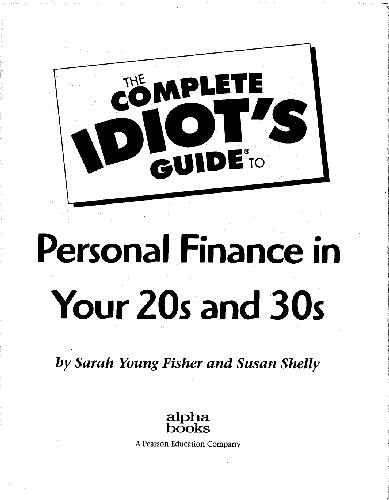 THE
COMPLETE
IDIOT'S
GUIDE® TO
Personal Finance in
Your 20s and 30s
by Sarah Young Fisher and Susan Shelly
alpha
books
A Pearson Education Company